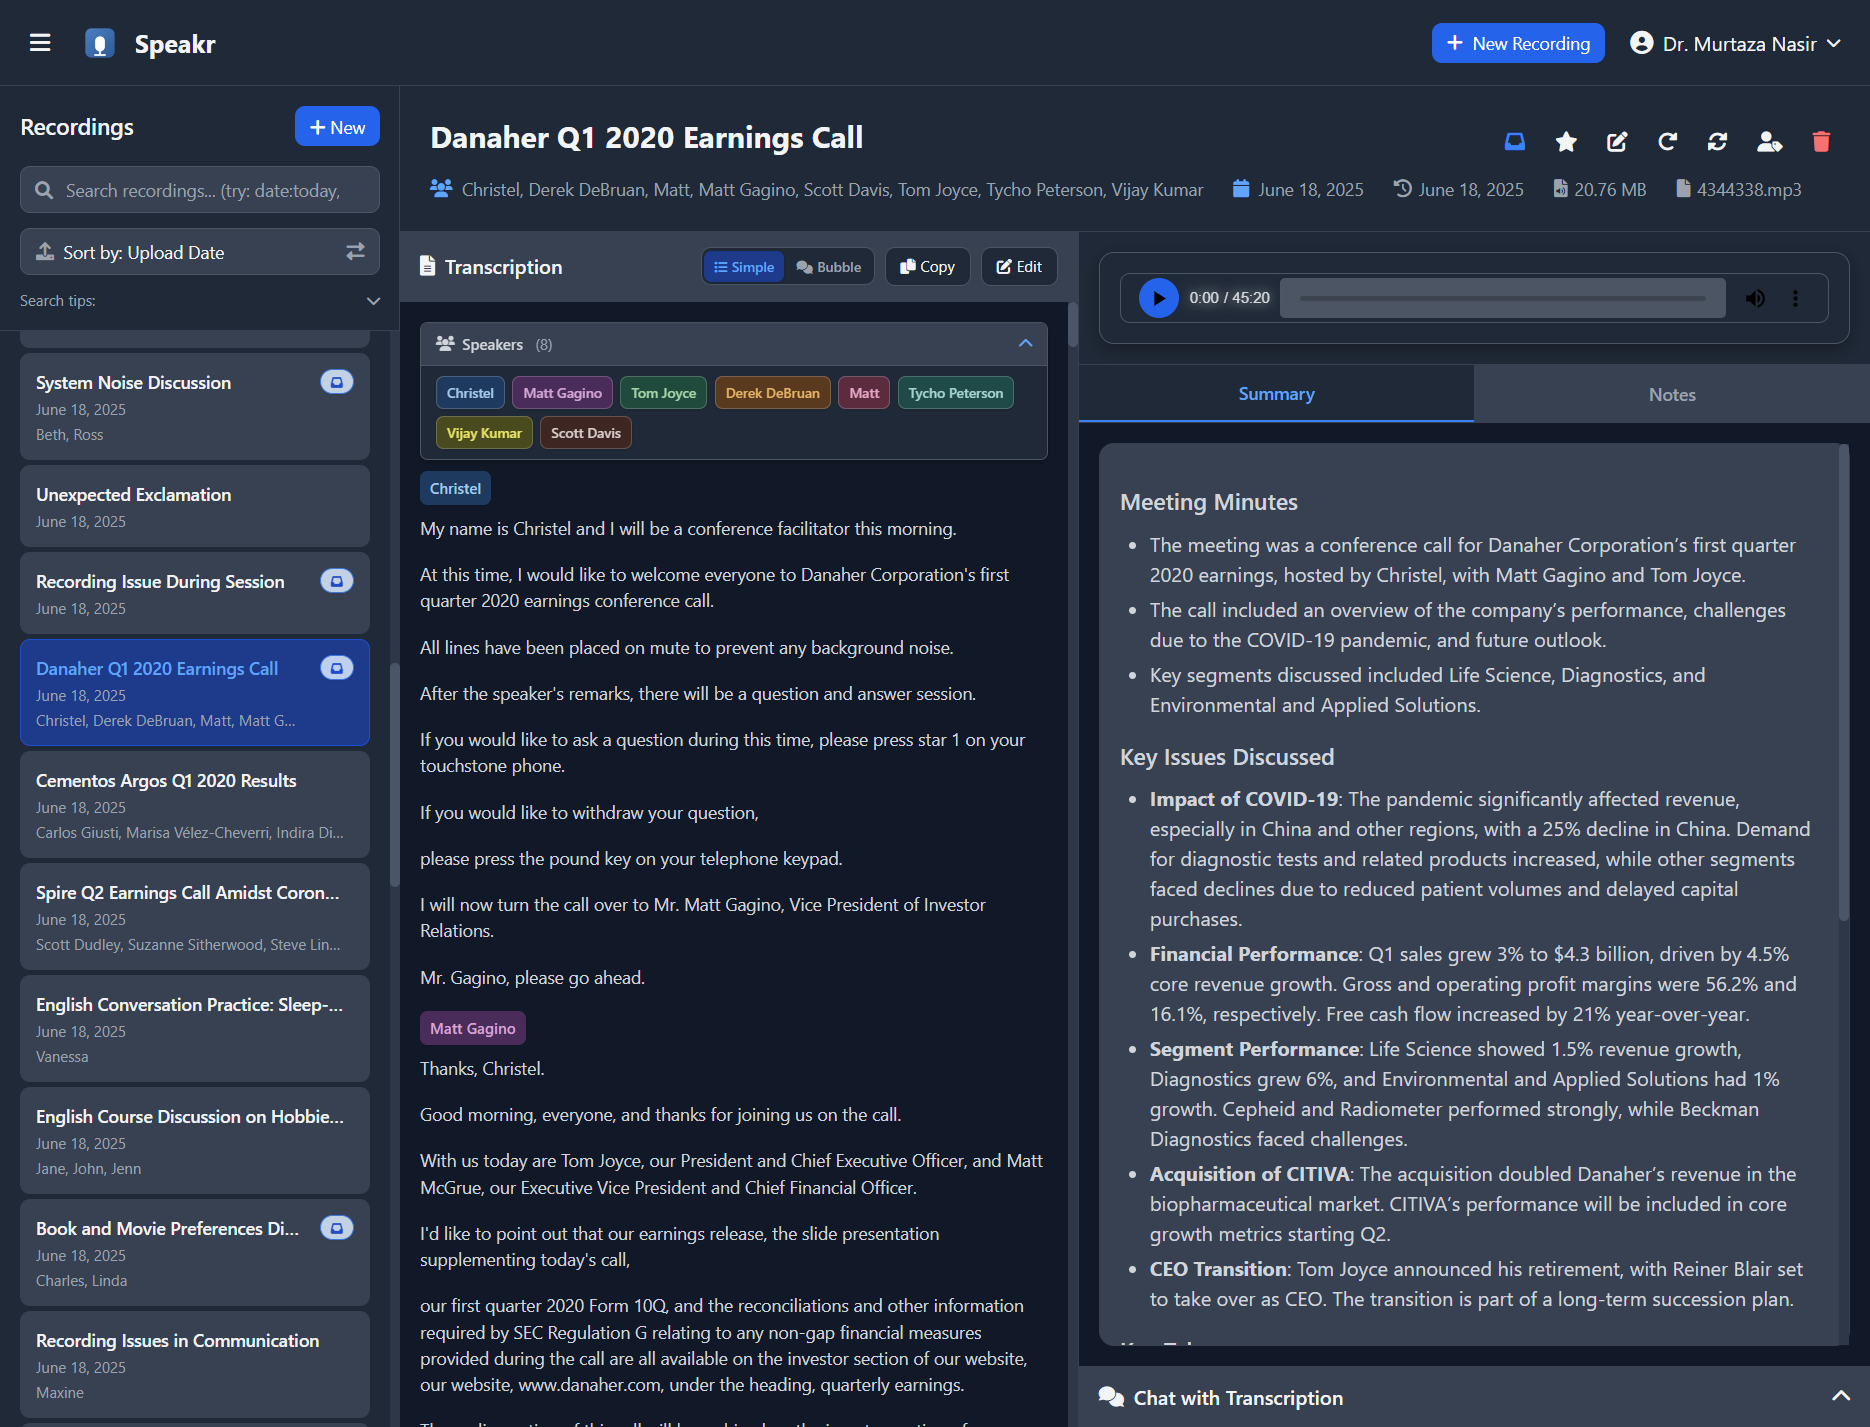 Speakr
New Recording
Dr. Murtaza Nasir
Recordings
New
Search recordings... (try: date:today,
Sort by: Upload Date
Search tips:
System Noise Discussion
June 18, 2025
Beth, Ross
Unexpected Exclamation
June 18, 2025
Recording Issue During Session
June 18, 2025
Danaher Q1 2020 Earnings Call
June 18, 2025
Christel, Derek DeBruan, Matt, Matt G...
Cementos Argos Q1 2020 Results
June 18, 2025
Carlos Giusti, Marisa Vélez-Cheverri, Indira Di...
Spire Q2 Earnings Call Amidst Coron...
June 18, 2025
Scott Dudley, Suzanne Sitherwood, Steve Lin...
English Conversation Practice: Sleep-...
June 18, 2025
Vanessa
English Course Discussion on Hobbie...
June 18, 2025
Jane, John, Jenn
Book and Movie Preferences Di...
June 18, 2025
Charles, Linda
Recording Issues in Communication
June 18, 2025
Maxine
Danaher Q1 2020 Earnings Call
Christel, Derek DeBruan, Matt, Matt Gagino, Scott Davis, Tom Joyce, Tycho Peterson, Vijay Kumar
June 18, 2025
June 18, 2025
20.76 MB
4344338.mp3
Transcription
Simple
Bubble
Copy
Edit
Speakers (8)
Christel
Matt Gagino
Tom Joyce
Derek DeBruan
Matt
Tycho Peterson
Vijay Kumar
Scott Davis
Christel
My name is Christel and I will be a conference facilitator this morning.
At this time, I would like to welcome everyone to Danaher Corporation's first
quarter 2020 earnings conference call.
All lines have been placed on mute to prevent any background noise.
After the speaker's remarks, there will be a question and answer session.
If you would like to ask a question during this time, please press star 1 on your
touchstone phone.
If you would like to withdraw your question,
please press the pound key on your telephone keypad.
I will now turn the call over to Mr. Matt Gagino, Vice President of Investor
Relations.
Mr. Gagino, please go ahead.
Matt Gagino
Thanks, Christel.
Good morning, everyone, and thanks for joining us on the call.
With us today are Tom Joyce, our President and Chief Executive Officer, and Matt
McGrue, our Executive Vice President and Chief Financial Officer.
I'd like to point out that our earnings release, the slide presentation
supplementing today's call,
our first quarter 2020 Form 10Q, and the reconciliations and other information
required by SEC Regulation G relating to any non-gap financial measures
provided during the call are all available on the investor section of our website,
our website, www.danaher.com, under the heading, quarterly earnings.
0:00 / 45:20
Summary
Notes
Meeting Minutes
• The meeting was a conference call for Danaher Corporation’s first quarter
2020 earnings, hosted by Christel, with Matt Gagino and Tom Joyce.
• The call included an overview of the company’s performance, challenges
due to the COVID-19 pandemic, and future outlook.
• Key segments discussed included Life Science, Diagnostics, and
Environmental and Applied Solutions.
Key Issues Discussed
• Impact of COVID-19: The pandemic significantly affected revenue,
especially in China and other regions, with a 25% decline in China. Demand
for diagnostic tests and related products increased, while other segments
faced declines due to reduced patient volumes and delayed capital
purchases.
• Financial Performance: Q1 sales grew 3% to $4.3 billion, driven by 4.5%
core revenue growth. Gross and operating profit margins were 56.2% and
16.1%, respectively. Free cash flow increased by 21% year-over-year.
• Segment Performance: Life Science showed 1.5% revenue growth,
Diagnostics grew 6%, and Environmental and Applied Solutions had 1%
growth. Cepheid and Radiometer performed strongly, while Beckman
Diagnostics faced challenges.
• Acquisition of CITIVA: The acquisition doubled Danaher’s revenue in the
biopharmaceutical market. CITIVA’s performance will be included in core
growth metrics starting Q2.
• CEO Transition: Tom Joyce announced his retirement, with Reiner Blair set
to take over as CEO. The transition is part of a long-term succession plan.
Chat with Transcription